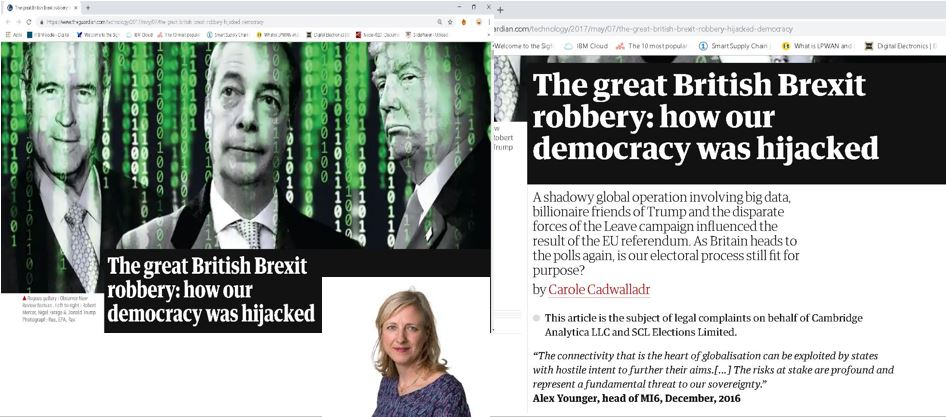 The great British Brexit robbery: h
https://www.theguardian.com/technology/2017/may/07/the-great-british-brexit-robbery-hijacked-democracy
Apps
IBM Cloud
The 10 most popular
Smart Supply Chain
What is LPWAN and
Digital Electronics
The great British Brexit
robbery: how our
democracy was hijacked
▲ Rogues gallery: Observer New
Review feature. Left to right: Robert
Mercer, Nigel Farage & Donald Trump
Photograph: Rex, EPA, Rex
ardian.com/technology/2017/may/07/the-great-british-brexit-robbery-hijacked-democracy
Welcome to the Sigf
IBM Cloud
The 10 most popular
Smart Supply Chain
What is LPWAN and
Digital Electronics | D
Robert
Trump
The great British Brexit
robbery: how our
democracy was hijacked
A shadowy global operation involving big data,
billionaire friends of Trump and the disparate
forces of the Leave campaign influenced the
result of the EU referendum. As Britain heads to
the polls again, is our electoral process still fit for
purpose?
by Carole Cadwalladr
This article is the subject of legal complaints on behalf of Cambridge
Analytica LLC and SCL Elections Limited.
“The connectivity that is the heart of globalisation can be exploited by states
with hostile intent to further their aims.[…] The risks at stake are profound and
represent a fundamental threat to our sovereignty.”
Alex Younger, head of MI6, December, 2016